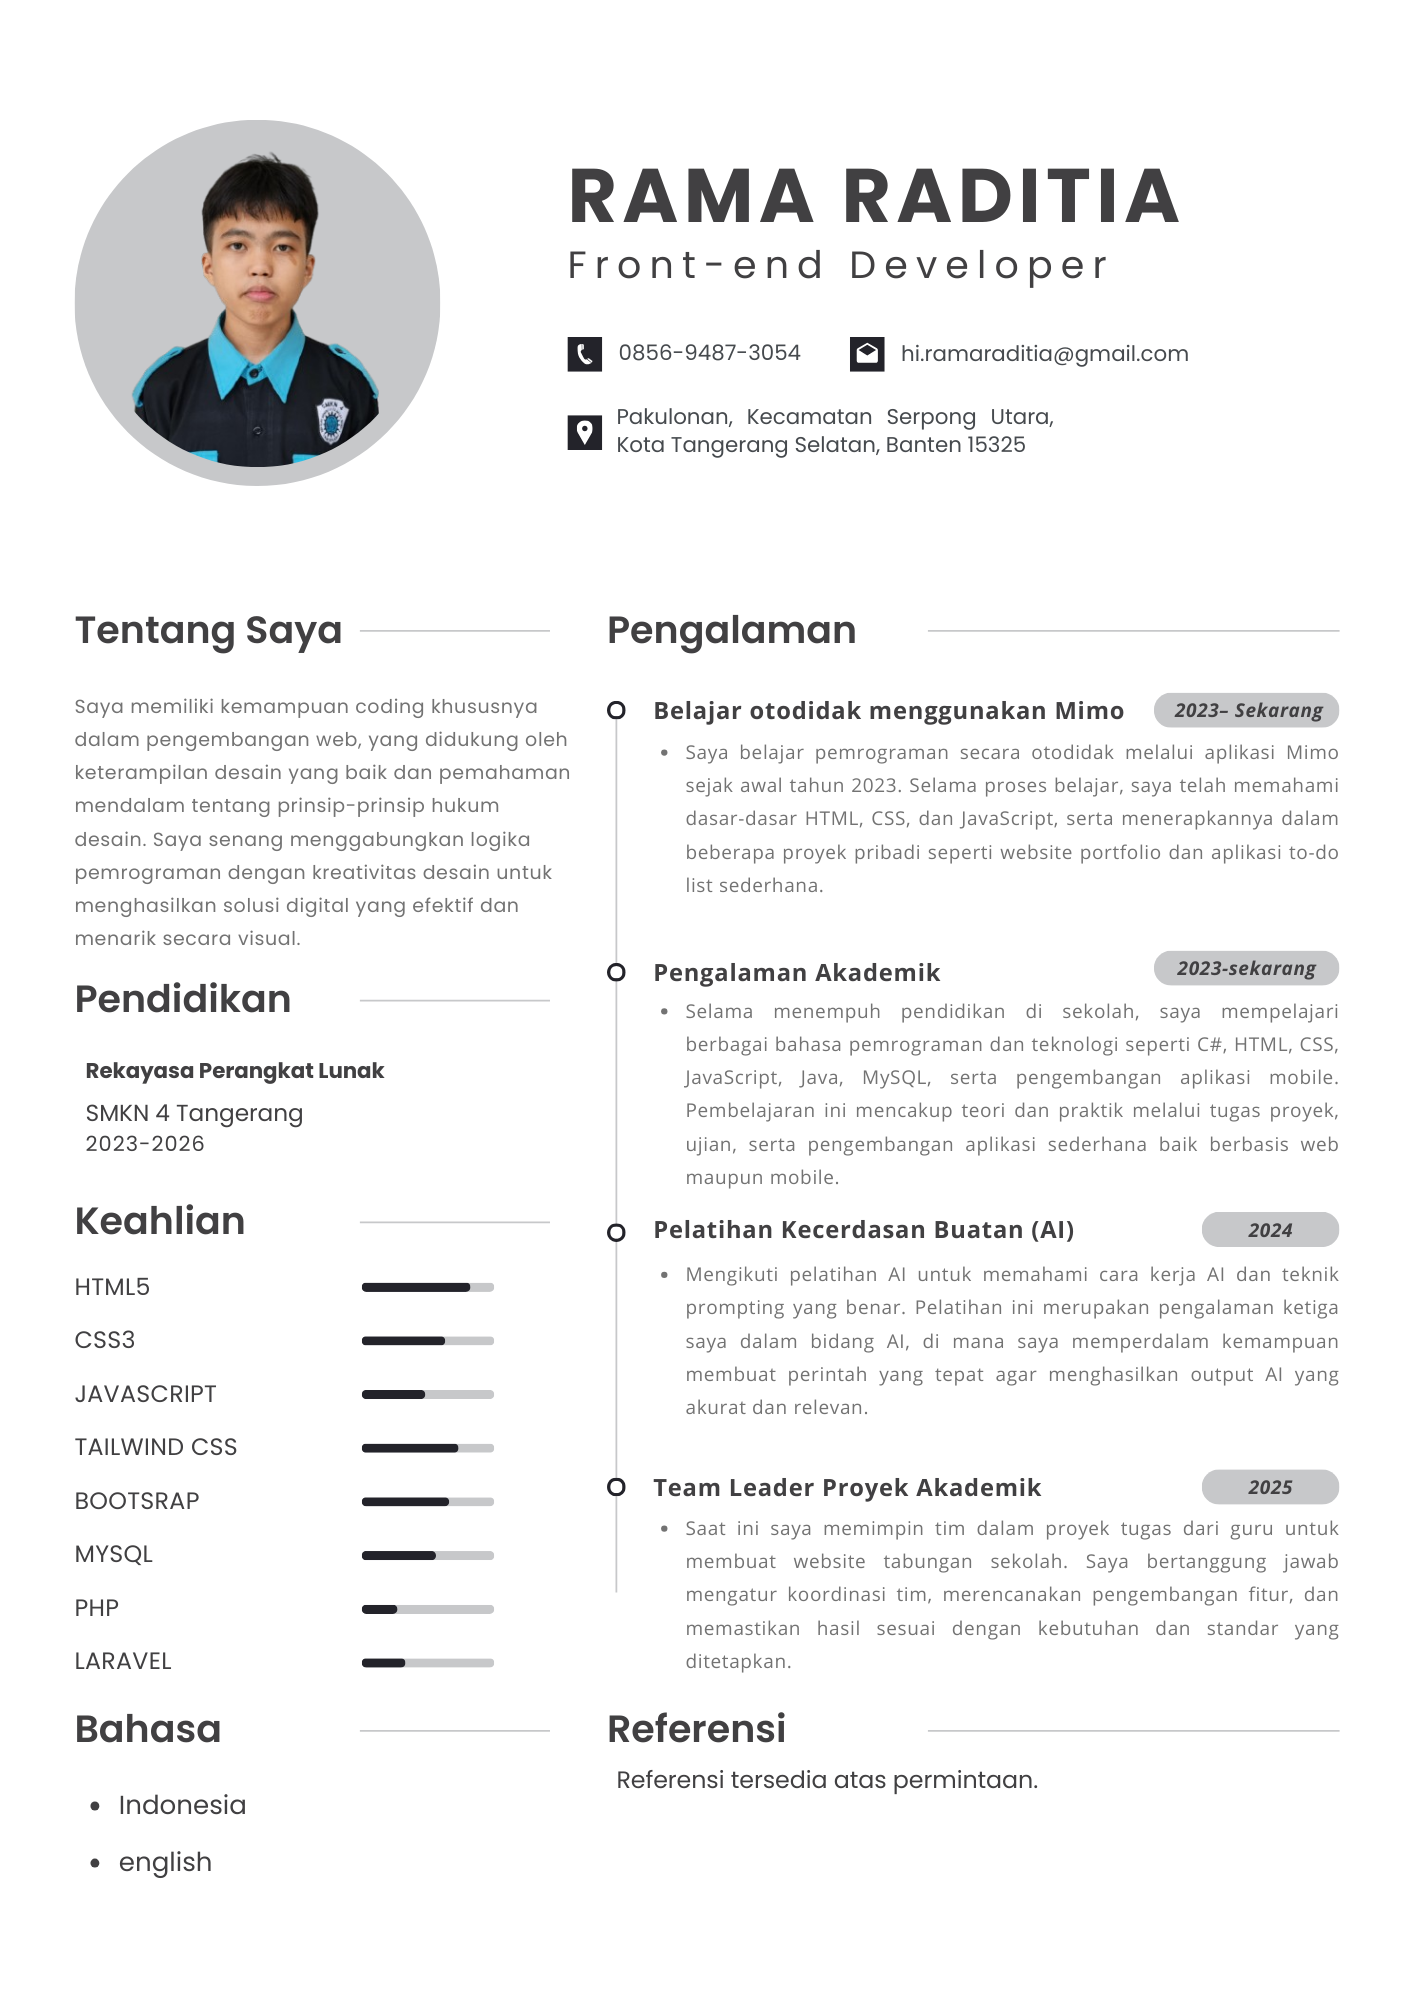 RAMA RADITIA
Front-end Developer
0856-9487-3054
hi.ramaraditia@gmail.com
Pakulonan, Kecamatan Serpong Utara,
Kota Tangerang Selatan, Banten 15325
Tentang Saya
Saya memiliki kemampuan coding khususnya
dalam pengembangan web, yang didukung oleh
keterampilan desain yang baik dan pemahaman
mendalam tentang prinsip-prinsip hukum
desain. Saya senang menggabungkan logika
pemrograman dengan kreativitas desain untuk
menghasilkan solusi digital yang efektif dan
menarik secara visual.
Pendidikan
Rekayasa Perangkat Lunak
SMKN 4 Tangerang
2023-2026
Keahlian
HTML5
CSS3
JAVASCRIPT
TAILWIND CSS
BOOTSRAP
MYSQL
PHP
LARAVEL
Bahasa
• Indonesia
• english
Pengalaman
Belajar otodidak menggunakan Mimo
2023– Sekarang
• Saya belajar pemrograman secara otodidak melalui aplikasi Mimo
sejak awal tahun 2023. Selama proses belajar, saya telah memahami
dasar-dasar HTML, CSS, dan JavaScript, serta menerapkannya dalam
beberapa proyek pribadi seperti website portfolio dan aplikasi to-do
list sederhana.
Pengalaman Akademik
2023-sekarang
• Selama menempuh pendidikan di sekolah, saya mempelajari
berbagai bahasa pemrograman dan teknologi seperti C#, HTML, CSS,
JavaScript, Java, MySQL, serta pengembangan aplikasi mobile.
Pembelajaran ini mencakup teori dan praktik melalui tugas proyek,
ujian, serta pengembangan aplikasi sederhana baik berbasis web
maupun mobile.
Pelatihan Kecerdasan Buatan (AI)
2024
• Mengikuti pelatihan AI untuk memahami cara kerja AI dan teknik
prompting yang benar. Pelatihan ini merupakan pengalaman ketiga
saya dalam bidang AI, di mana saya memperdalam kemampuan
membuat perintah yang tepat agar menghasilkan output AI yang
akurat dan relevan.
Team Leader Proyek Akademik
2025
• Saat ini saya memimpin tim dalam proyek tugas dari guru untuk
membuat website tabungan sekolah. Saya bertanggung jawab
mengatur koordinasi tim, merencanakan pengembangan fitur, dan
memastikan hasil sesuai dengan kebutuhan dan standar yang
ditetapkan.
Referensi
Referensi tersedia atas permintaan.